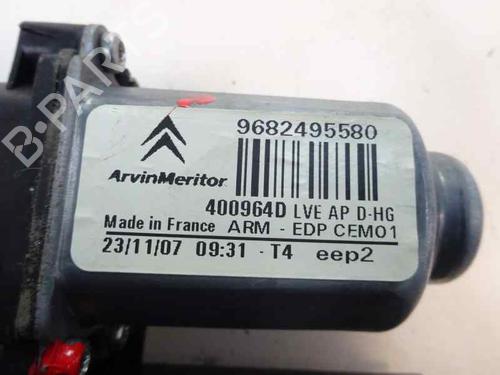 9682495580
ArvinMeritor
400964D LVE AP D-HG
Made in France ARM - EDP CEM01
23/11/07 09:31 - T4 eep2
B-PARTS